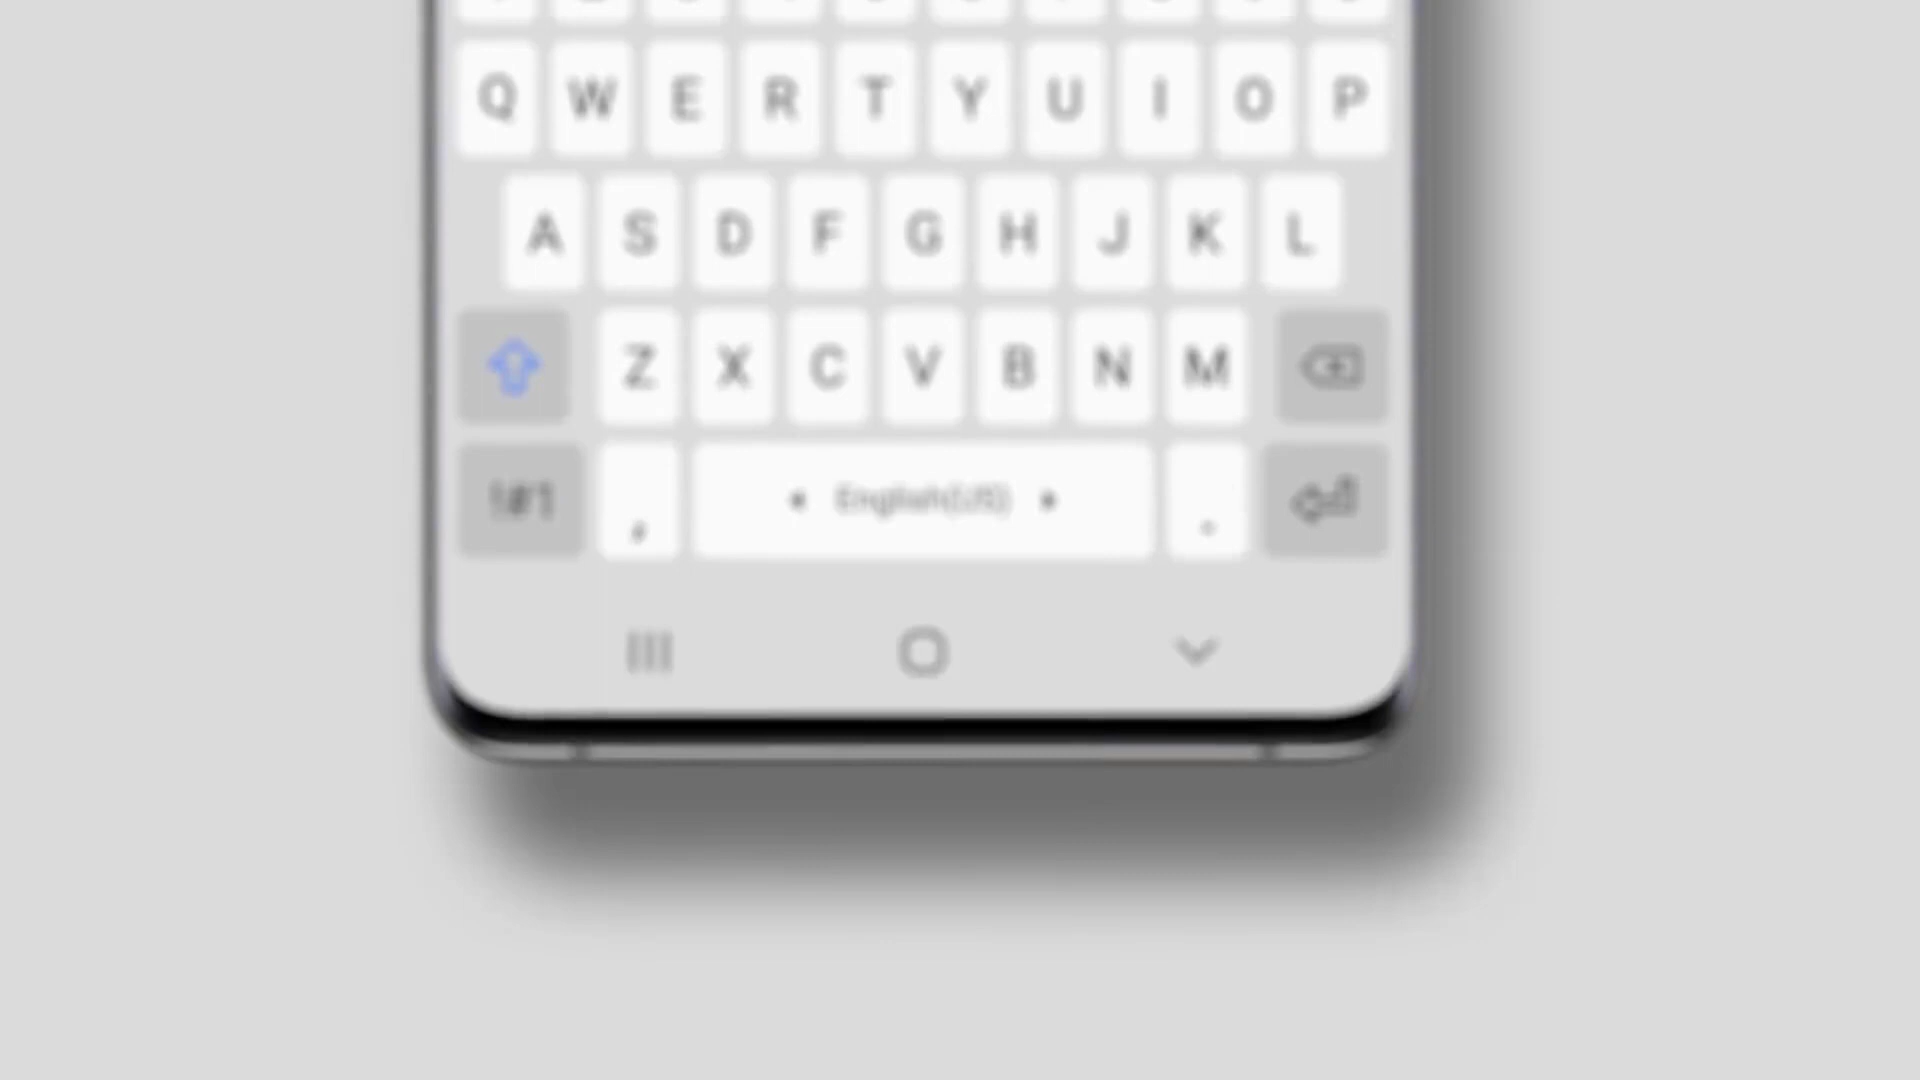 Q W E R T Y U I O P
A S D F G H J K L
Z X C V B N M
!#1 , English(US) .